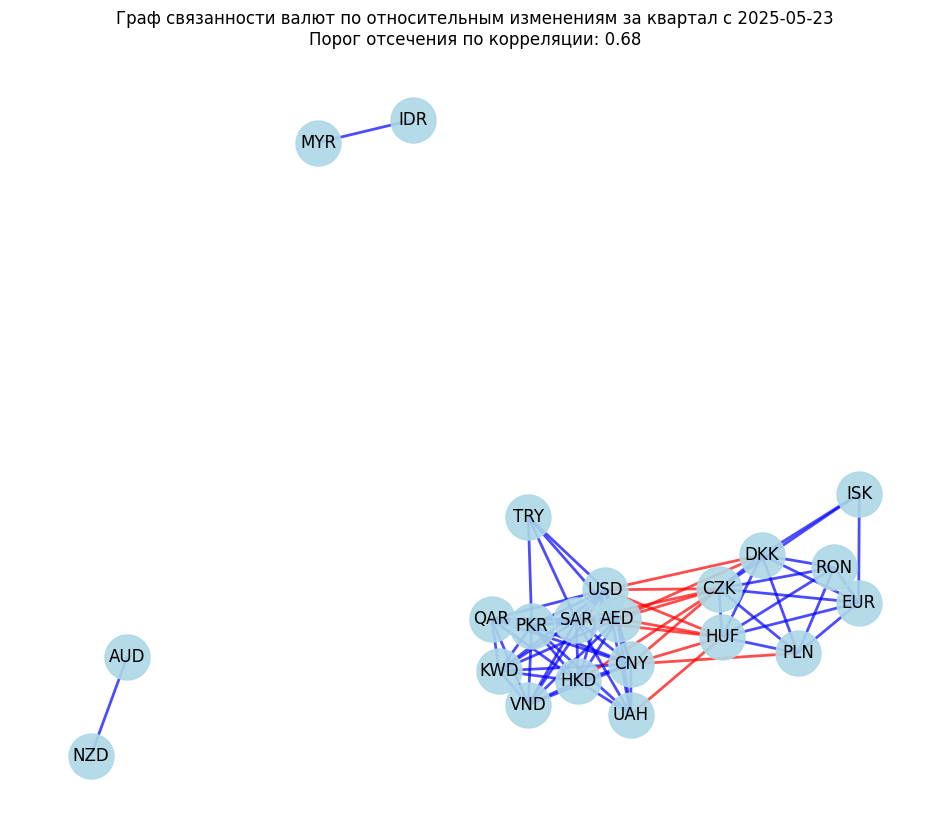 Граф связанности валют по относительным изменениям за квартал с 2025-05-23
Порог отсечения по корреляции: 0.68
IDR
MYR
ISK
TRY
DKK
RON
USD
CZK
EUR
QAR
PKR
SAR
AED
HUF
PLN
AUD
KWD
HKD
CNY
VND
UAH
NZD